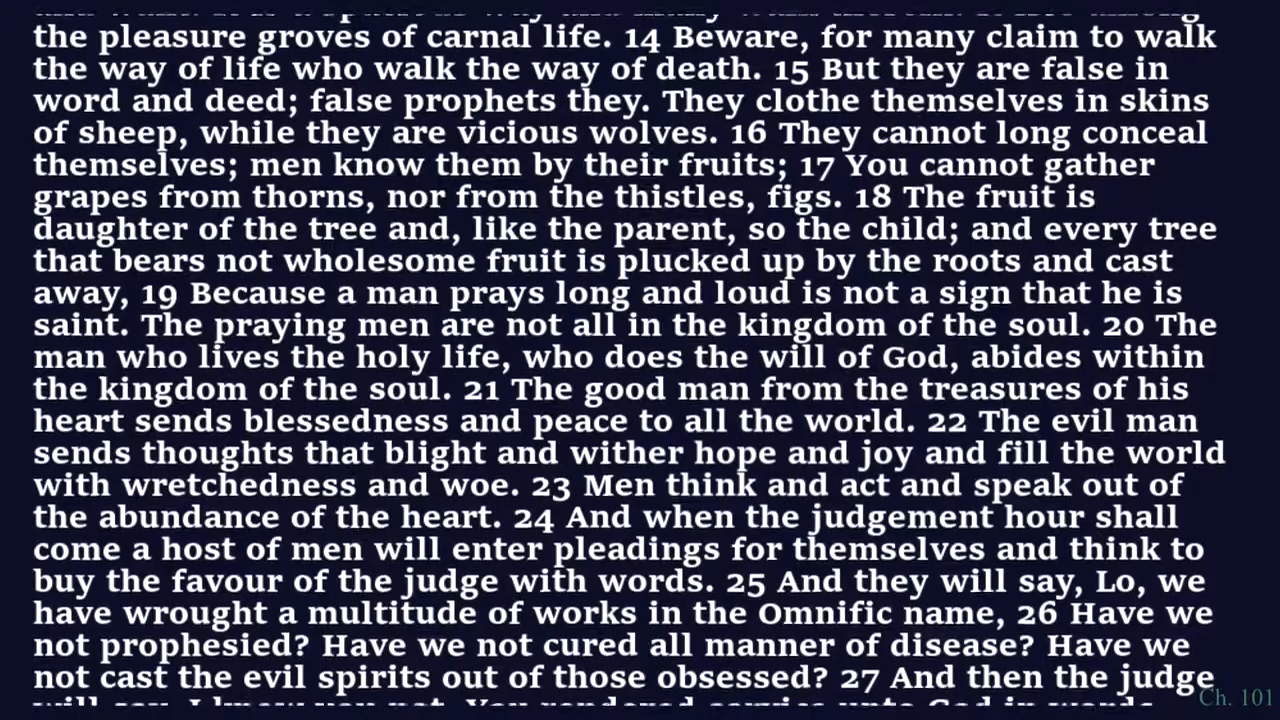 the pleasure groves of carnal life. 14 Beware, for many claim to walk
the way of life who walk the way of death. 15 But they are false in
word and deed; false prophets they. They clothe themselves in skins
of sheep, while they are vicious wolves. 16 They cannot long conceal
themselves; men know them by their fruits; 17 You cannot gather
grapes from thorns, nor from the thistles, figs. 18 The fruit is
daughter of the tree and, like the parent, so the child; and every tree
that bears not wholesome fruit is plucked up by the roots and cast
away, 19 Because a man prays long and loud is not a sign that he is
saint. The praying men are not all in the kingdom of the soul. 20 The
man who lives the holy life, who does the will of God, abides within
the kingdom of the soul. 21 The good man from the treasures of his
heart sends blessedness and peace to all the world. 22 The evil man
sends thoughts that blight and wither hope and joy and fill the world
with wretchedness and woe. 23 Men think and act and speak out of
the abundance of the heart. 24 And when the judgement hour shall
come a host of men will enter pleadings for themselves and think to
buy the favour of the judge with words. 25 And they will say, Lo, we
have wrought a multitude of works in the Omnific name, 26 Have we
not prophesied? Have we not cured all manner of disease? Have we
not cast the evil spirits out of those obsessed? 27 And then the judge
will say, I know you not. You rendered service unto God in words
Ch. 101